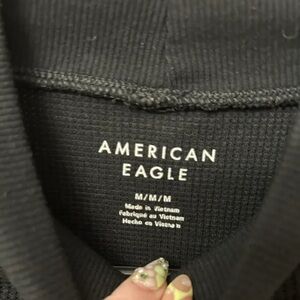 AMERICAN
EAGLE
M/M/M
Made in Vietnam
Fabriqué au Vietnam
Hecho en Vietnam